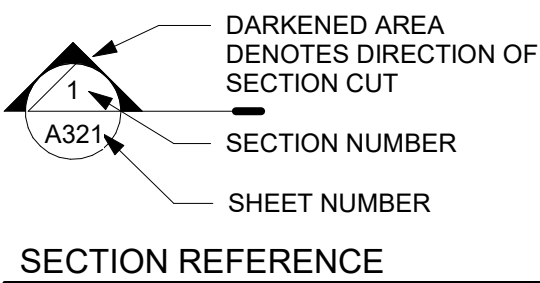 DARKENED AREA
DENOTES DIRECTION OF
SECTION CUT
1
A321
SECTION NUMBER
SHEET NUMBER
SECTION REFERENCE